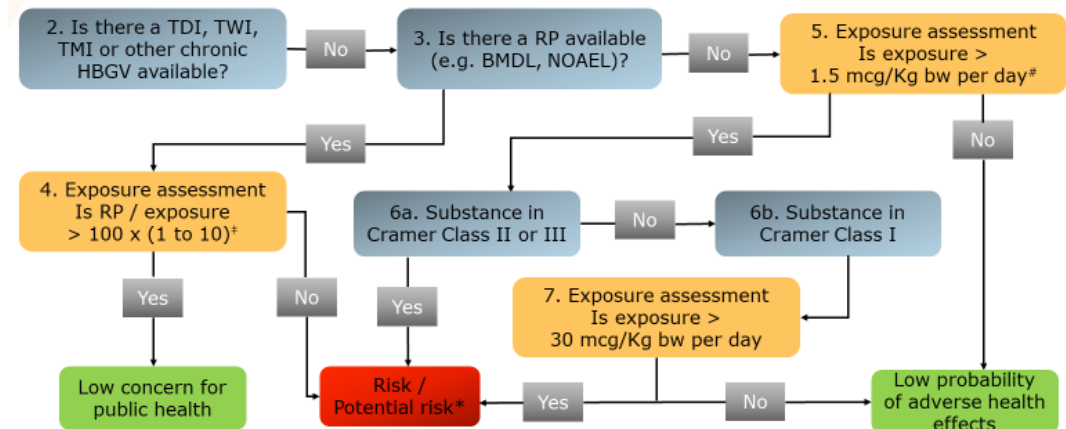 2. Is there a TDI, TWI,
TMI or other chronic
HBGV available?
No
3. Is there a RP available
(e.g. BMDL, NOAEL)?
No
5. Exposure assessment
Is exposure >
1.5 mcg/Kg bw per day#
Yes
Yes
No
4. Exposure assessment
Is RP / exposure
> 100 x (1 to 10)‡
6a. Substance in
Cramer Class II or III
No
6b. Substance in
Cramer Class I
Yes
No
Yes
7. Exposure assessment
Is exposure >
30 mcg/Kg bw per day
Low concern for
public health
Risk /
Potential risk*
Yes
No
Low probability
of adverse health
effects